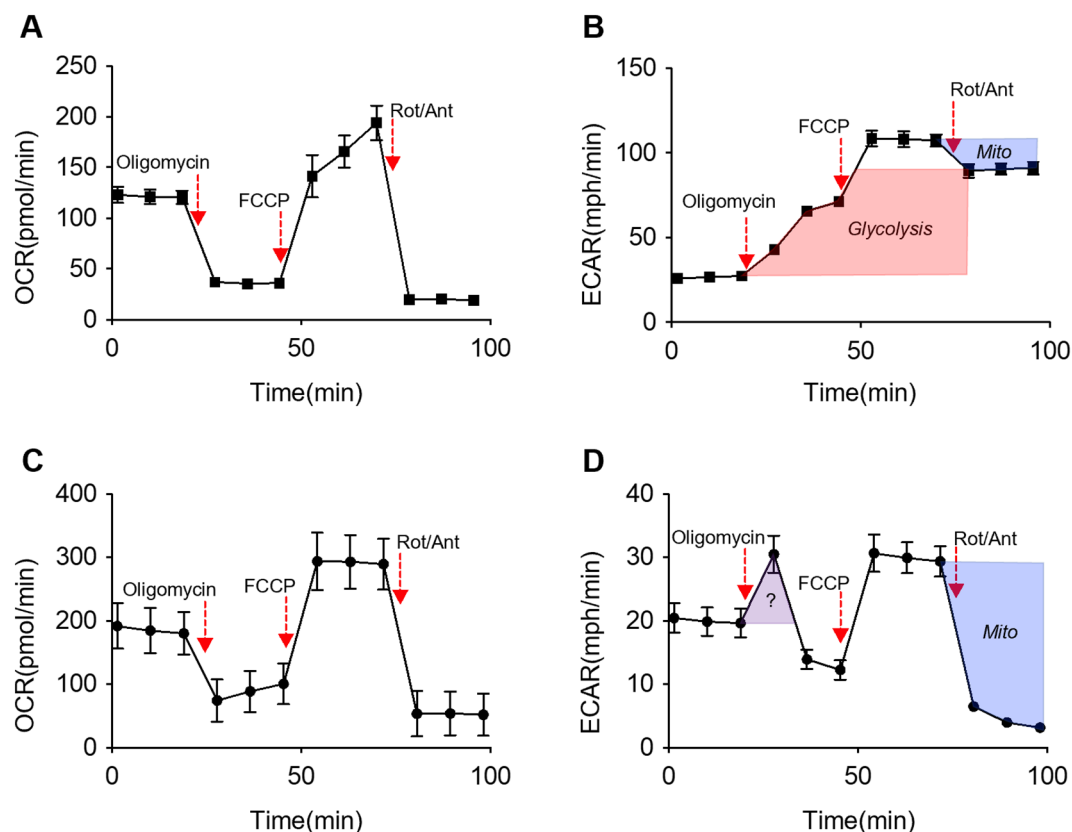 A
OCR(pmol/min)
250
200
150
100
50
0
Oligomycin
FCCP
Rot/Ant
0
50
100
Time(min)
B
ECAR(mph/min)
150
100
50
0
Oligomycin
FCCP
Rot/Ant
Mito
Glycolysis
0
50
100
Time(min)
C
OCR(pmol/min)
400
300
200
100
0
Oligomycin
FCCP
Rot/Ant
0
50
100
Time(min)
D
ECAR(mph/min)
40
30
20
10
0
Oligomycin
?
FCCP
Rot/Ant
Mito
0
50
100
Time(min)